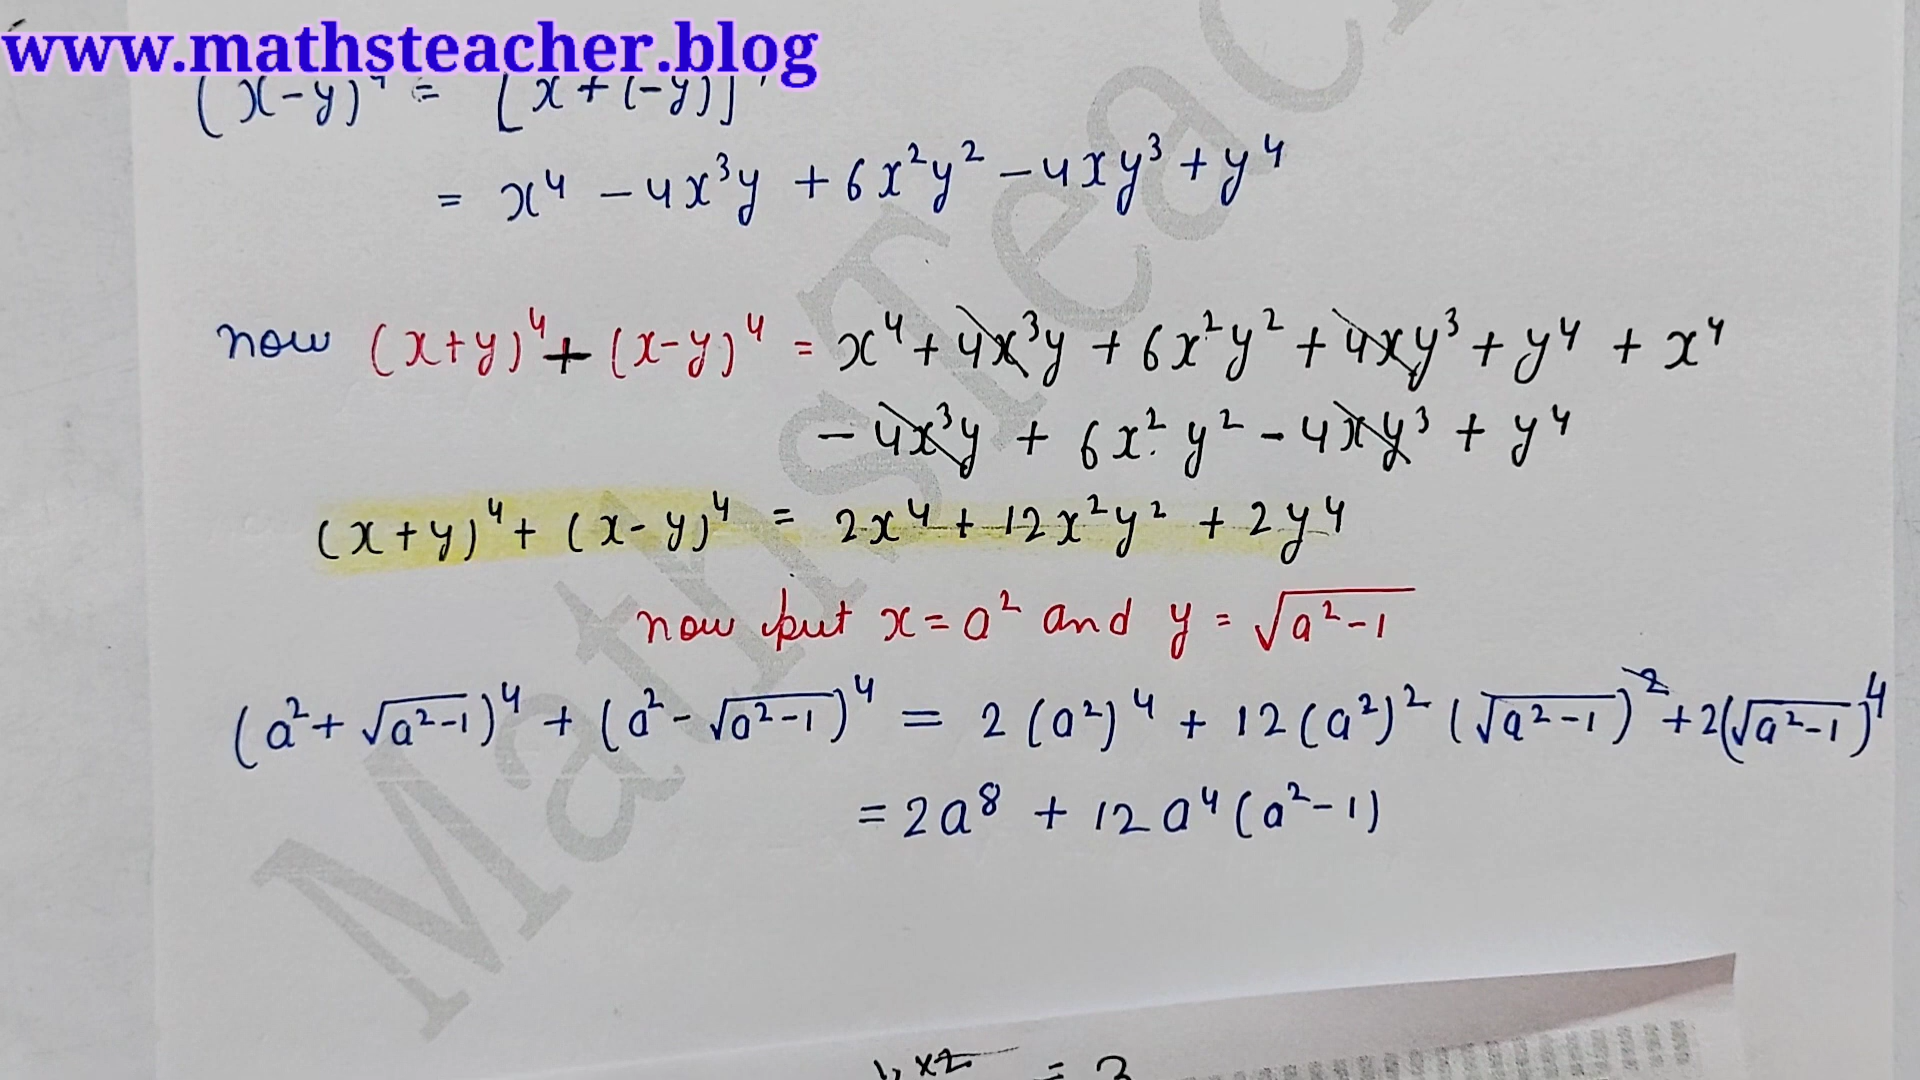 www.mathsteacher.blog
(x-y)⁴ = [x+(-y)]
= x⁴ - 4x³y + 6x²y² - 4xy³ + y⁴
now (x+y)⁴ + (x-y)⁴ = x⁴ + 4x³y + 6x²y² + 4xy³ + y⁴ + x⁴
- 4x³y + 6x² y² - 4xy³ + y⁴
(x+y)⁴ + (x-y)⁴ = 2x⁴ + 12x²y² + 2y⁴
now put x = a² and y = √(a²-1)
(a² + √(a²-1))⁴ + (a² - √(a²-1))⁴ = 2(a²)⁴ + 12(a²)² (√(a²-1))² + 2(√(a²-1))⁴
= 2a⁸ + 12a⁴(a²-1)
= 3